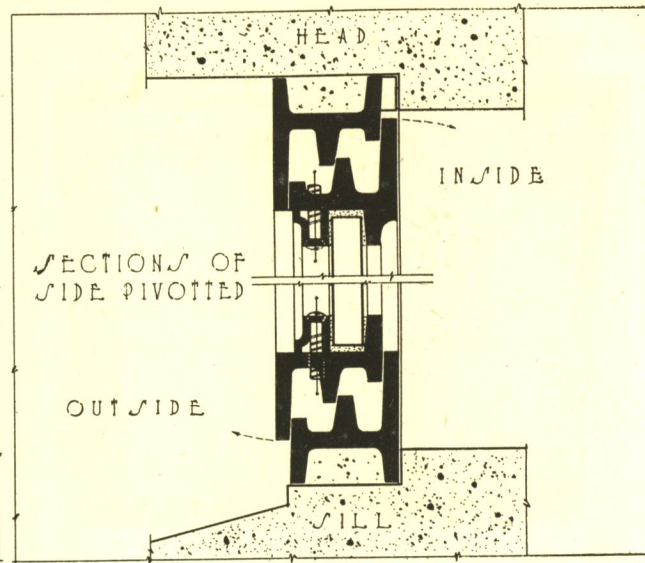 HEAD
INSIDE
SECTIONS OF
SIDE PIVOTTED
OUTSIDE
SILL